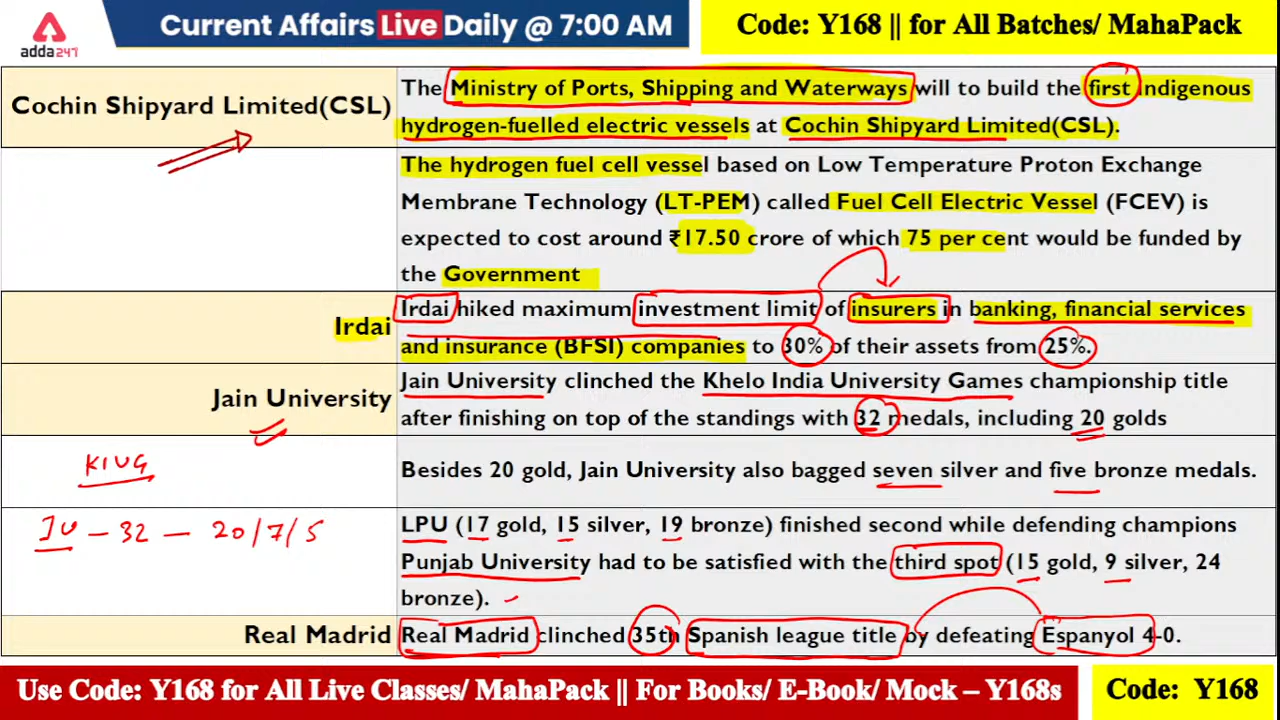 adda247
Current Affairs Live Daily @ 7:00 AM
Code: Y168 || for All Batches/ MahaPack
Cochin Shipyard Limited(CSL)
The Ministry of Ports, Shipping and Waterways will to build the first Indigenous
hydrogen-fuelled electric vessels at Cochin Shipyard Limited(CSL).
The hydrogen fuel cell vessel based on Low Temperature Proton Exchange
Membrane Technology (LT-PEM) called Fuel Cell Electric Vessel (FCEV) is
expected to cost around ₹17.50 crore of which 75 per cent would be funded by
the Government
Irdai
Irdai hiked maximum investment limit of insurers in banking, financial services
and insurance (BFSI) companies to 30% of their assets from 25%.
Jain University
Jain University clinched the Khelo India University Games championship title
after finishing on top of the standings with 32 medals, including 20 golds
KIUG
Besides 20 gold, Jain University also bagged seven silver and five bronze medals.
JU - 32 - 20/7/5
LPU (17 gold, 15 silver, 19 bronze) finished second while defending champions
Punjab University had to be satisfied with the third spot (15 gold, 9 silver, 24
bronze).
Real Madrid
Real Madrid clinched 35th Spanish league title by defeating Espanyol 4-0.
Use Code: Y168 for All Live Classes/ MahaPack || For Books/ E-Book/ Mock – Y168s
Code: Y168